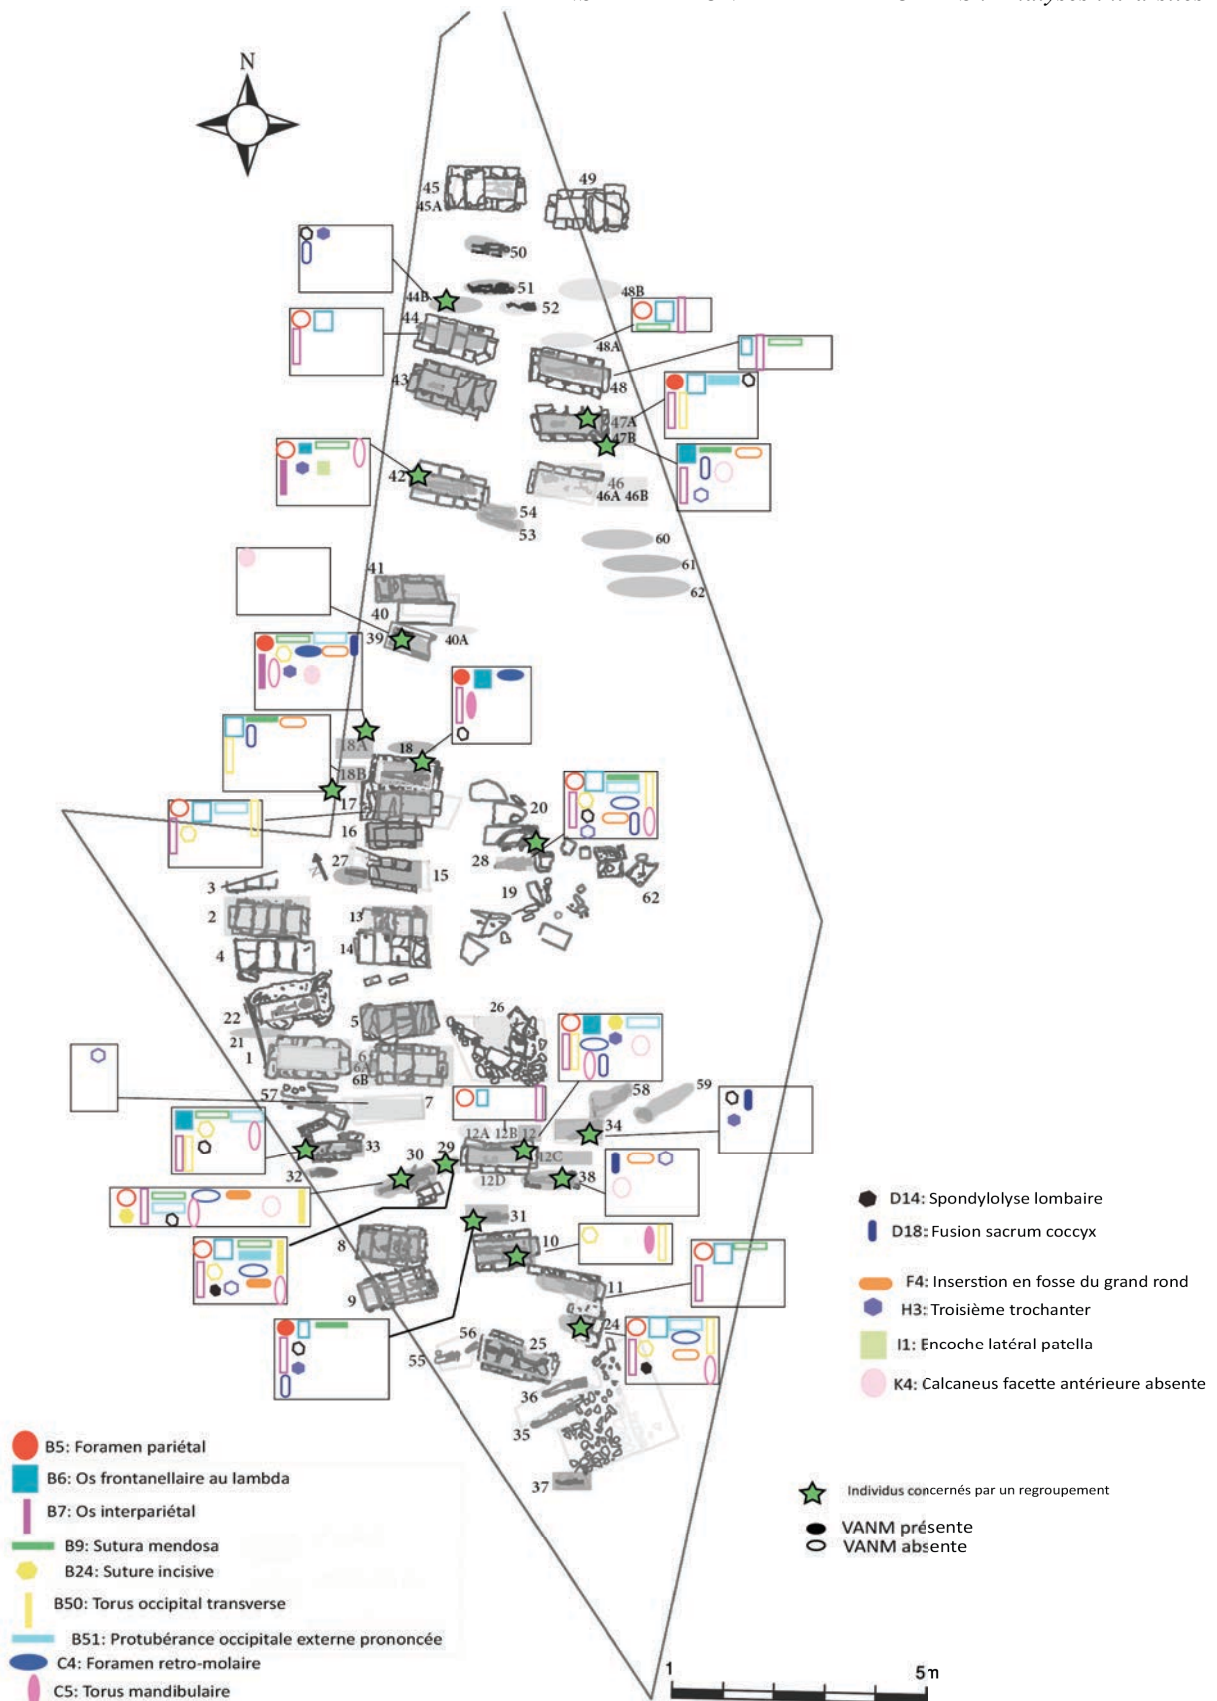 N
45
45A
49
50
51
44B
52
48B
44
48A
43
48
47A
47B
42
46
46A 46B
54
53
60
61
62
41
40
39
40A
18A
18
18B
17
20
16
27
28
15
3
19
62
2
13
4
14
26
22
5
21
1
6
6A
6B
57
7
58
59
12A 12B 12
34
33
29
12C
30
32
12D
38
31
8
10
9
11
24
56
55
25
36
35
37
D14: Spondylolyse lombaire
D18: Fusion sacrum coccyx
F4: Inserstion en fosse du grand rond
H3: Troisième trochanter
I1: Encoche latéral patella
K4: Calcaneus facette antérieure absente
B5: Foramen pariétal
B6: Os frontanellaire au lambda
B7: Os interpariétal
B9: Sutura mendosa
B24: Suture incisive
B50: Torus occipital transverse
B51: Protubérance occipitale externe prononcée
C4: Foramen retro-molaire
C5: Torus mandibulaire
Individus concernés par un regroupement
VANM présente
VANM absente
1 5m